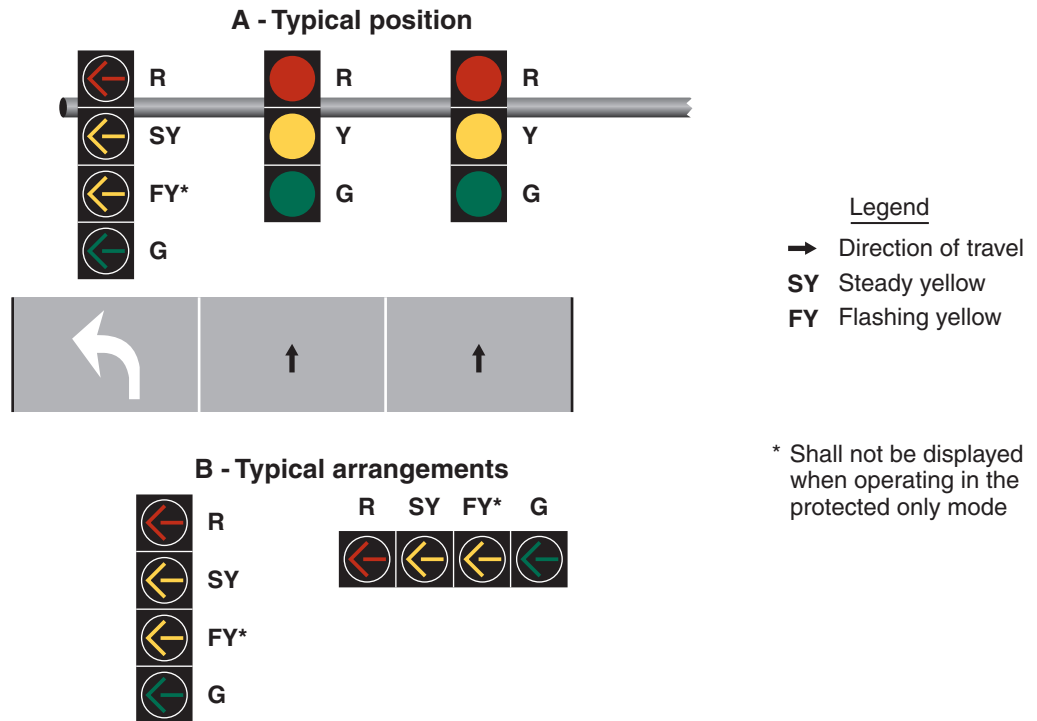 A - Typical position
R R R
SY Y Y
FY* G G
G
Legend
Direction of travel
SY Steady yellow
FY Flashing yellow
* Shall not be displayed
when operating in the
protected only mode
B - Typical arrangements
R
SY
FY*
G
R SY FY* G